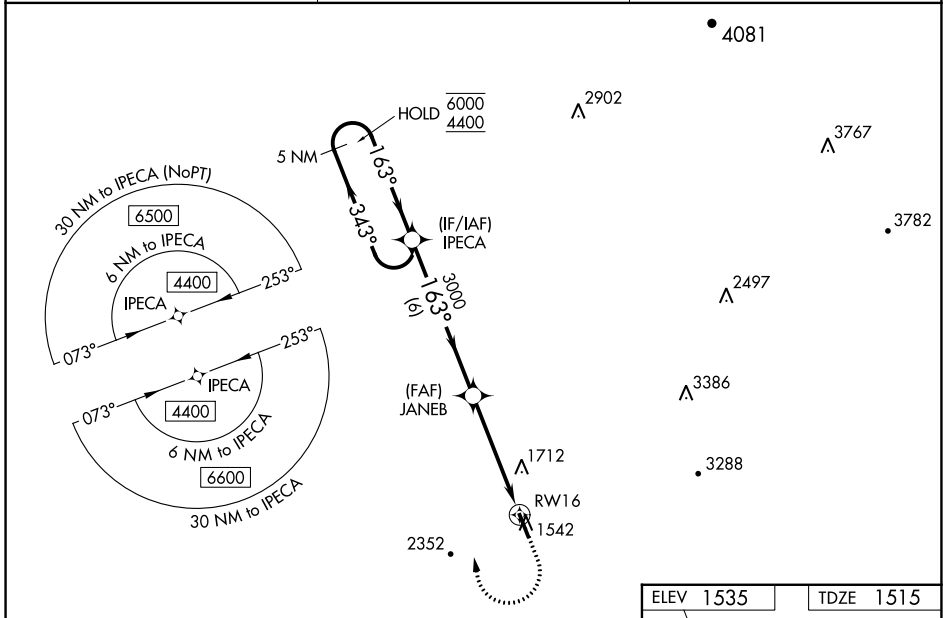 4081
2902
3767
3782
2497
3386
3288
HOLD 6000
4400
5 NM
163°
343°
(IF/IAF)
IPECA
3000
163°
(6)
(FAF)
JANEB
1712
RW16
1542
2352
30 NM to IPECA (NoPT)
6500
6 NM to IPECA
4400
IPECA
253°
073°
253°
IPECA
073°
4400
6 NM to IPECA
6600
30 NM to IPECA
ELEV 1535
TDZE 1515